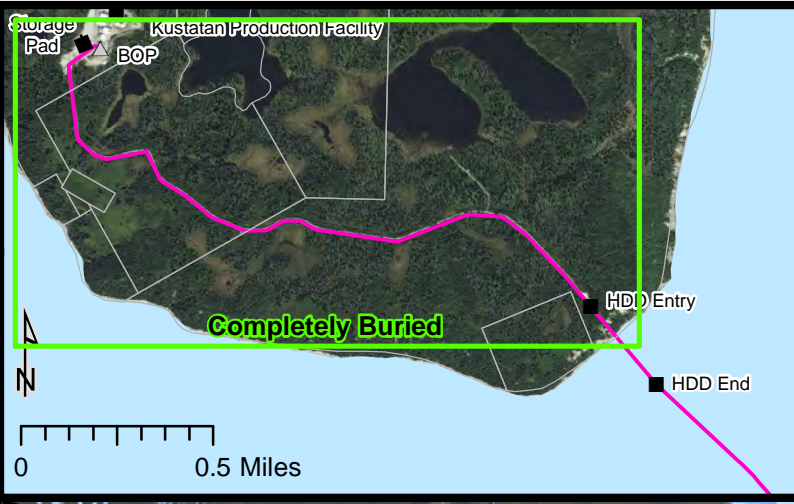 Storage
Pad
Kustatan Production Facility
BOP
HDD Entry
Completely Buried
HDD End
N
0 0.5 Miles